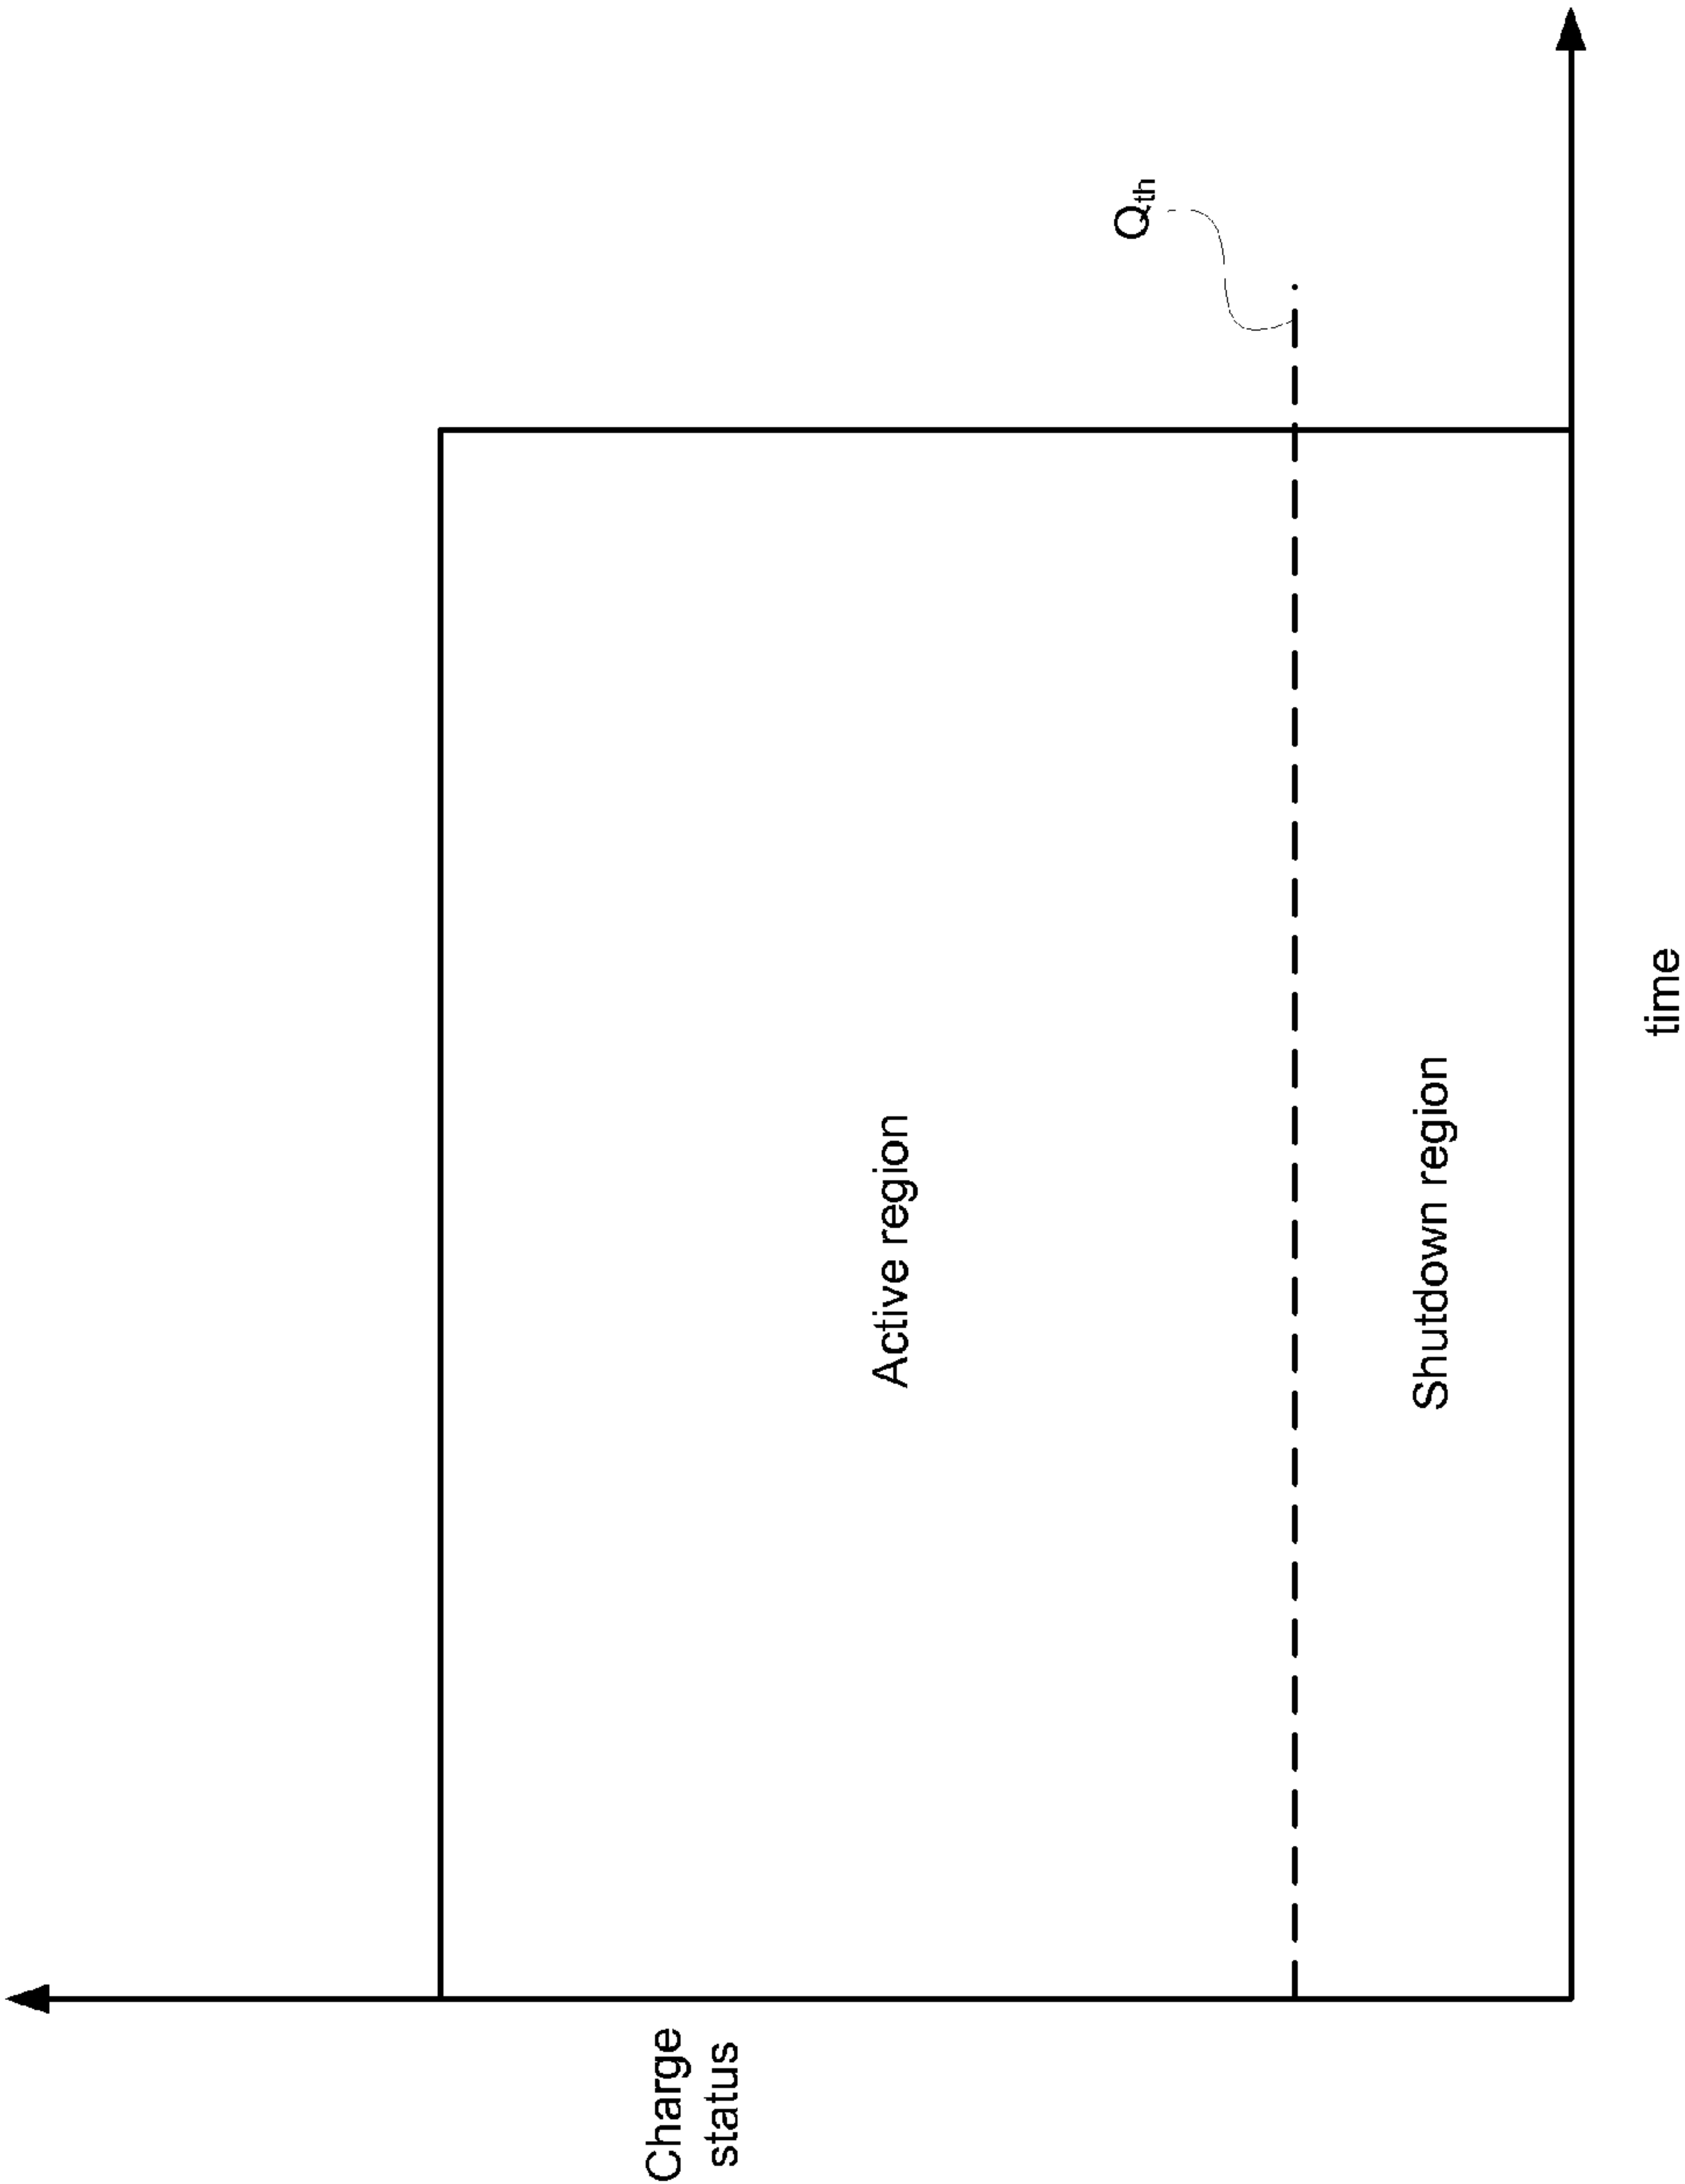 Charge
status
Active region
Q_th
Shutdown region
time